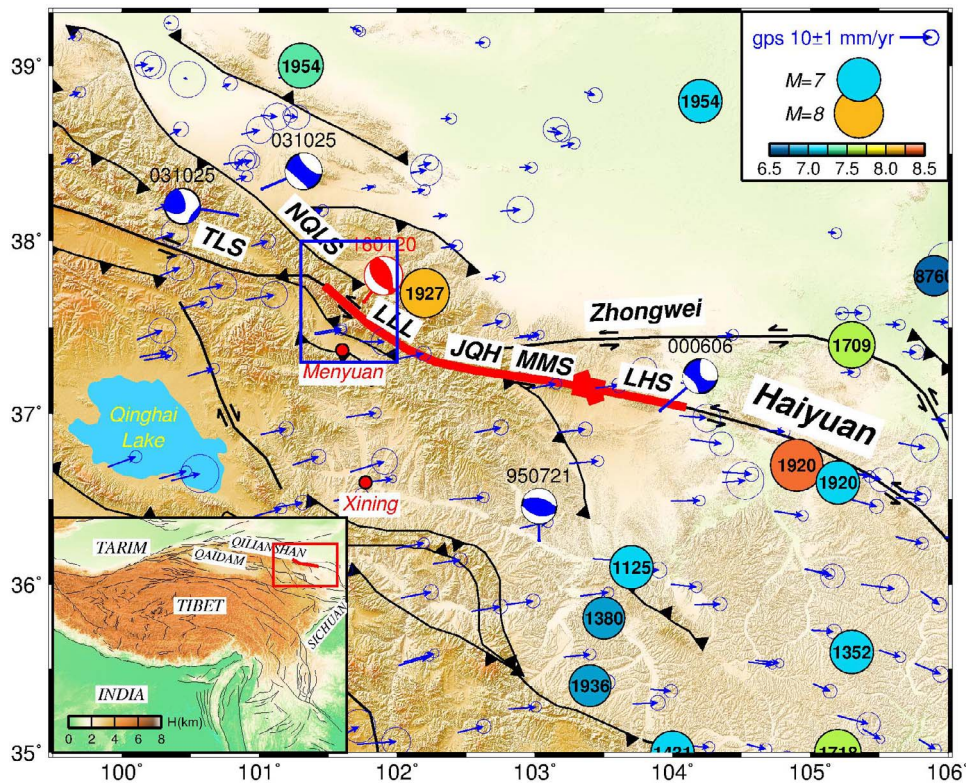 39°
38°
37°
36°
35°
100°
101°
102°
103°
104°
105°
106°
gps 10±1 mm/yr
M=7
M=8
6.5 7.0 7.5 8.0 8.5
1954
1954
031025
031025
NQLS
TLS
160120
1927
LLL
Zhongwei
8760
1709
JQH
MMS
000606
LHS
Menyuan
Haiyuan
Qinghai
Lake
1920
1920
950721
Xining
1125
1380
1352
1936
1718
TARIM
QILIANSHAN
QAIDAM
TIBET
SICHUAN
INDIA
H(km)
0 2 4 6 8